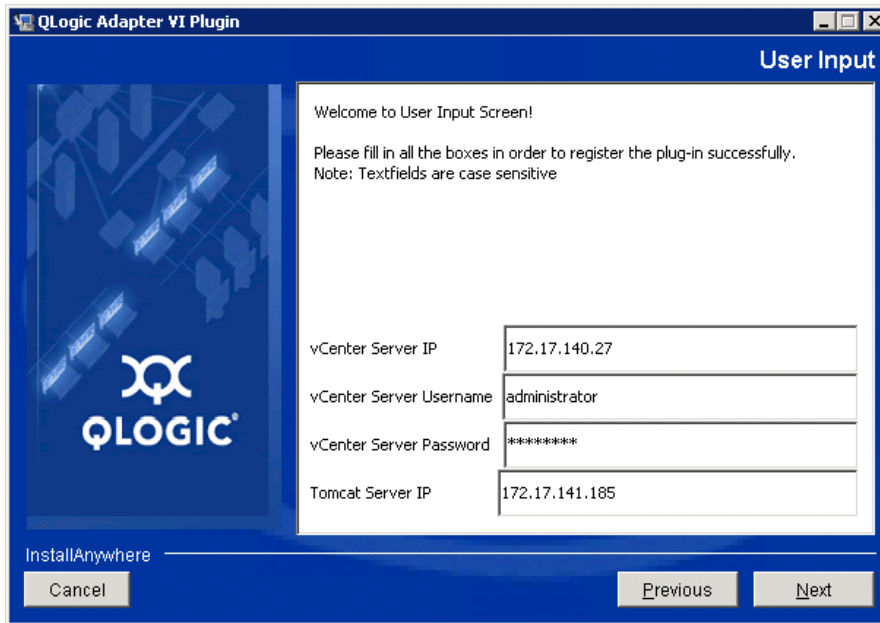 QLogic Adapter VI Plugin
User Input
Welcome to User Input Screen!
Please fill in all the boxes in order to register the plug-in successfully.
Note: Textfields are case sensitive
vCenter Server IP 172.17.140.27
vCenter Server Username administrator
vCenter Server Password ********
Tomcat Server IP 172.17.141.185
QLOGIC®
InstallAnywhere
Cancel Previous Next